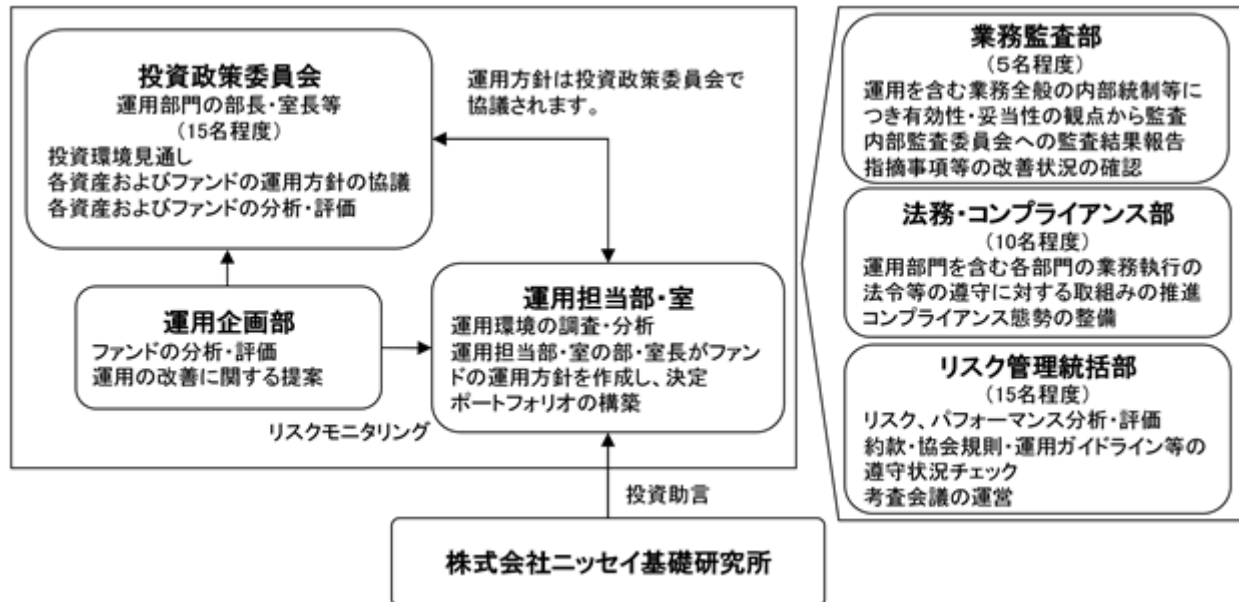 投資政策委員会
運用部門の部長・室長等
(15名程度)
投資環境見通し
各資産およびファンドの運用方針の協議
各資産およびファンドの分析・評価
運用方針は投資政策委員会で
協議されます。
運用企画部
ファンドの分析・評価
運用の改善に関する提案
リスクモニタリング
運用担当部・室
運用環境の調査・分析
運用担当部・室の部・室長がファン
ドの運用方針を作成し、決定
ポートフォリオの構築
投資助言
株式会社ニッセイ基礎研究所
業務監査部
(5名程度)
運用を含む業務全般の内部統制等に
つき有効性・妥当性の観点から監査
内部監査委員会への監査結果報告
指摘事項等の改善状況の確認
法務・コンプライアンス部
(10名程度)
運用部門を含む各部門の業務執行の
法令等の遵守に対する取組みの推進
コンプライアンス態勢の整備
リスク管理統括部
(15名程度)
リスク、パフォーマンス分析・評価
約款・協会規則・運用ガイドライン等の
遵守状況チェック
考査会議の運営